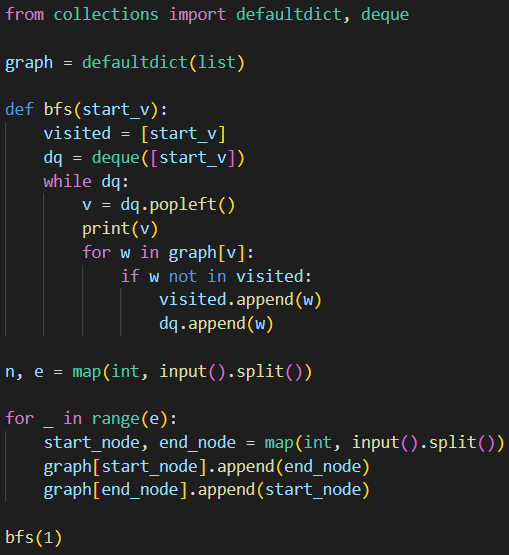 from collections import defaultdict, deque
graph = defaultdict(list)
def bfs(start_v):
    visited = [start_v]
    dq = deque([start_v])
    while dq:
        v = dq.popleft()
        print(v)
        for w in graph[v]:
            if w not in visited:
                visited.append(w)
                dq.append(w)
n, e = map(int, input().split())
for _ in range(e):
    start_node, end_node = map(int, input().split())
    graph[start_node].append(end_node)
    graph[end_node].append(start_node)
bfs(1)